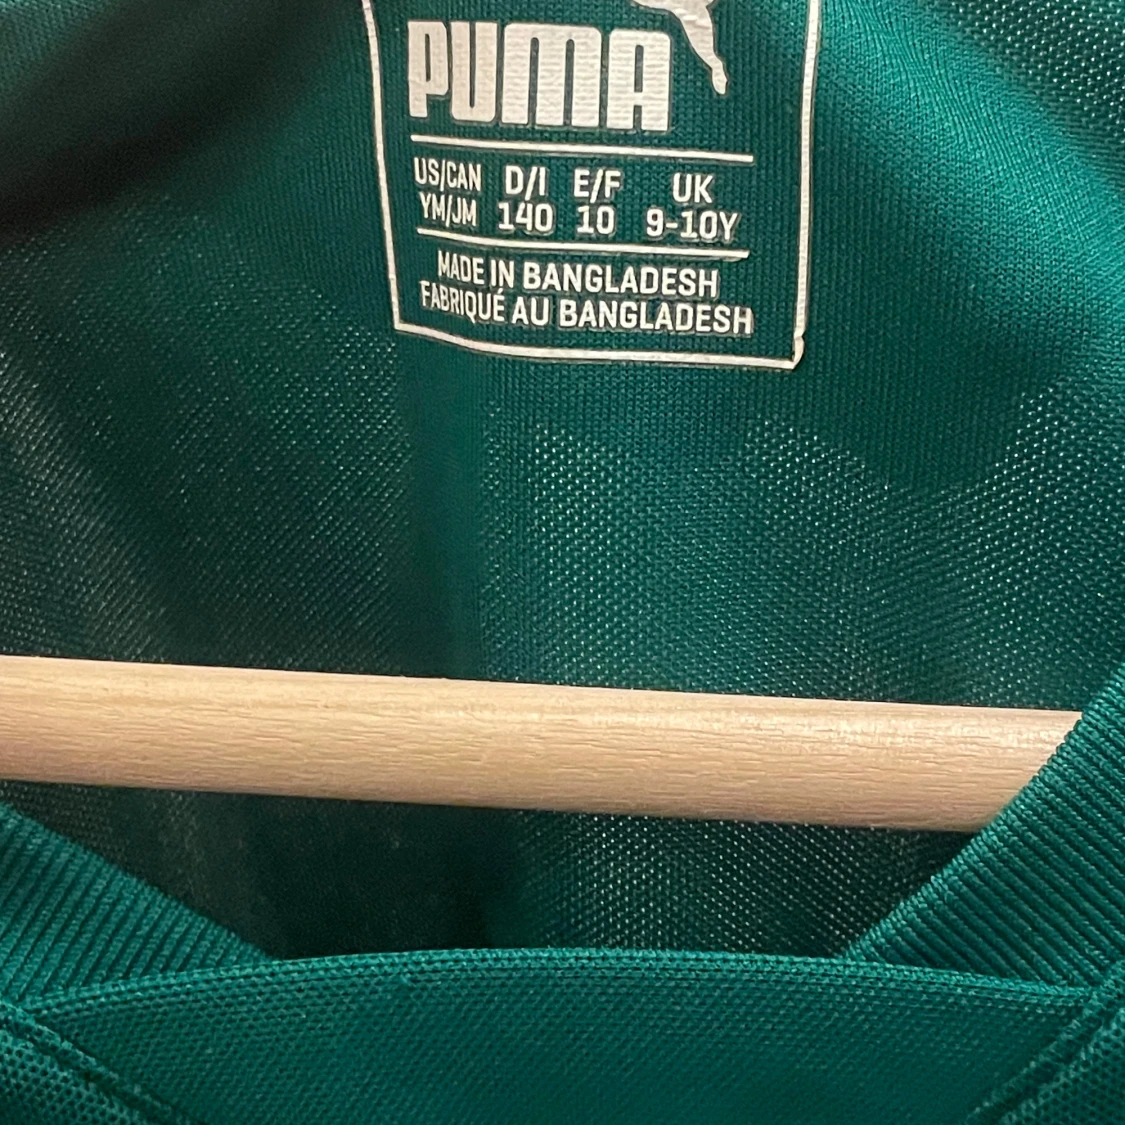 PUMA
US/CAN D/I E/F UK
YM/JM 140 10 9-10Y
MADE IN BANGLADESH
FABRIQUÉ AU BANGLADESH